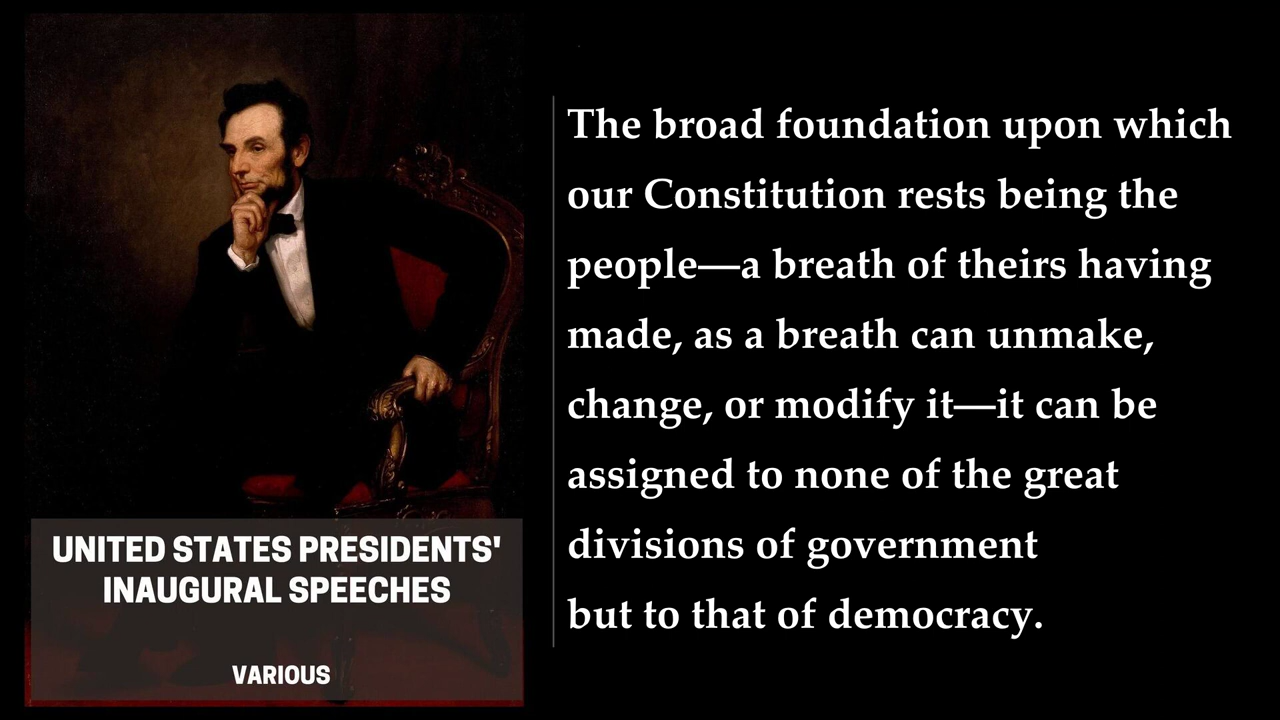 The broad foundation upon which
our Constitution rests being the
people—a breath of theirs having
made, as a breath can unmake,
change, or modify it—it can be
assigned to none of the great
divisions of government
but to that of democracy.
UNITED STATES PRESIDENTS'
INAUGURAL SPEECHES
VARIOUS